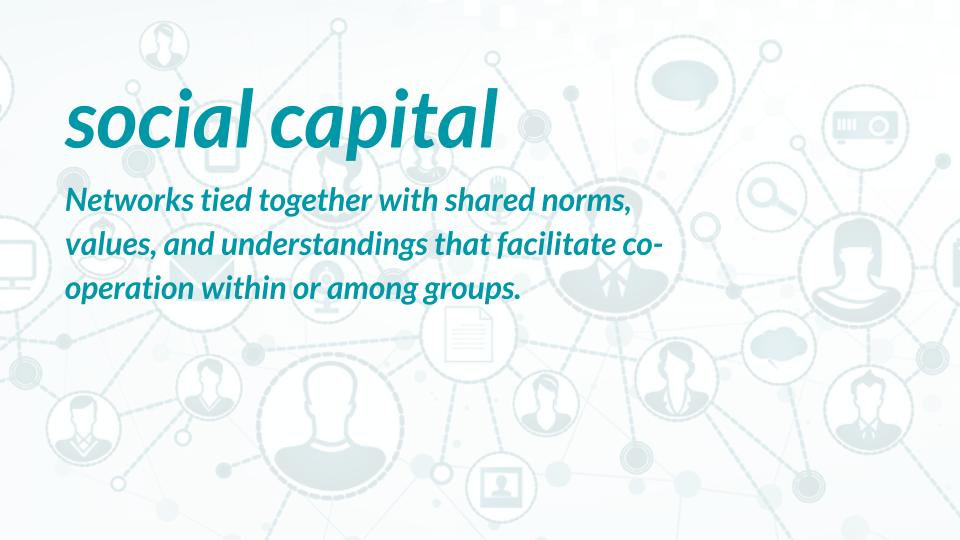 social capital
Networks tied together with shared norms,
values, and understandings that facilitate co-
operation within or among groups.